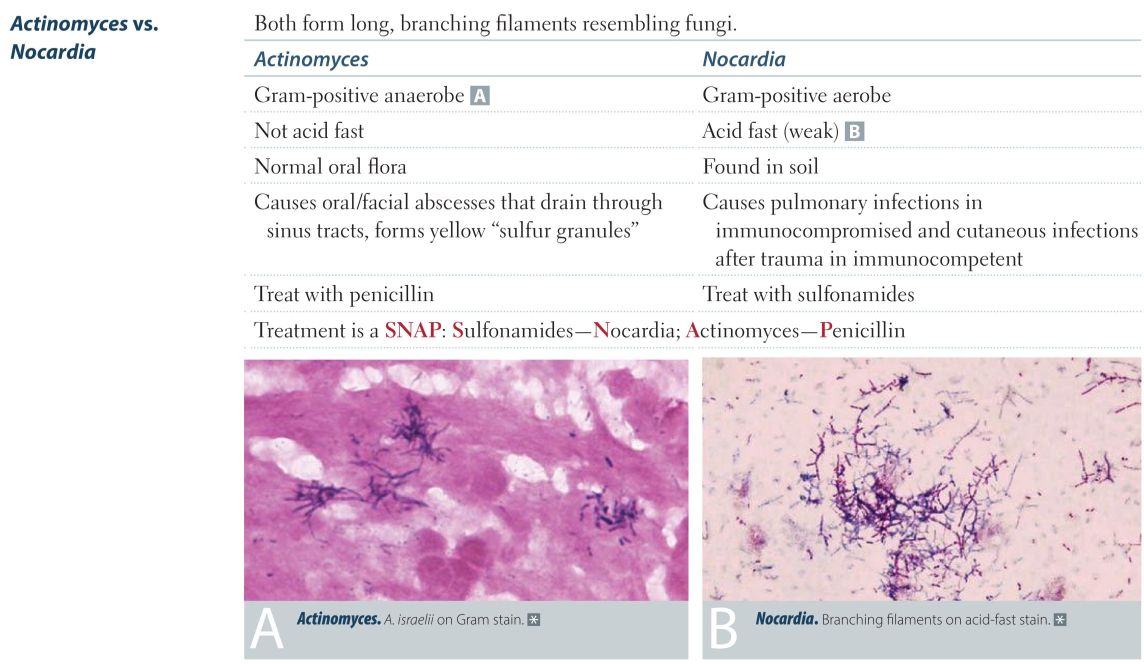 Actinomyces vs.
Nocardia
Both form long, branching filaments resembling fungi.
Actinomyces
Nocardia
Gram-positive anaerobe A
Gram-positive aerobe
Not acid fast
Acid fast (weak) B
Normal oral flora
Found in soil
Causes oral/facial abscesses that drain through
sinus tracts, forms yellow “sulfur granules”
Causes pulmonary infections in
immunocompromised and cutaneous infections
after trauma in immunocompetent
Treat with penicillin
Treat with sulfonamides
Treatment is a SNAP: Sulfonamides—Nocardia; Actinomyces—Penicillin
A Actinomyces. A. israelii on Gram stain. *
B Nocardia. Branching filaments on acid-fast stain. *